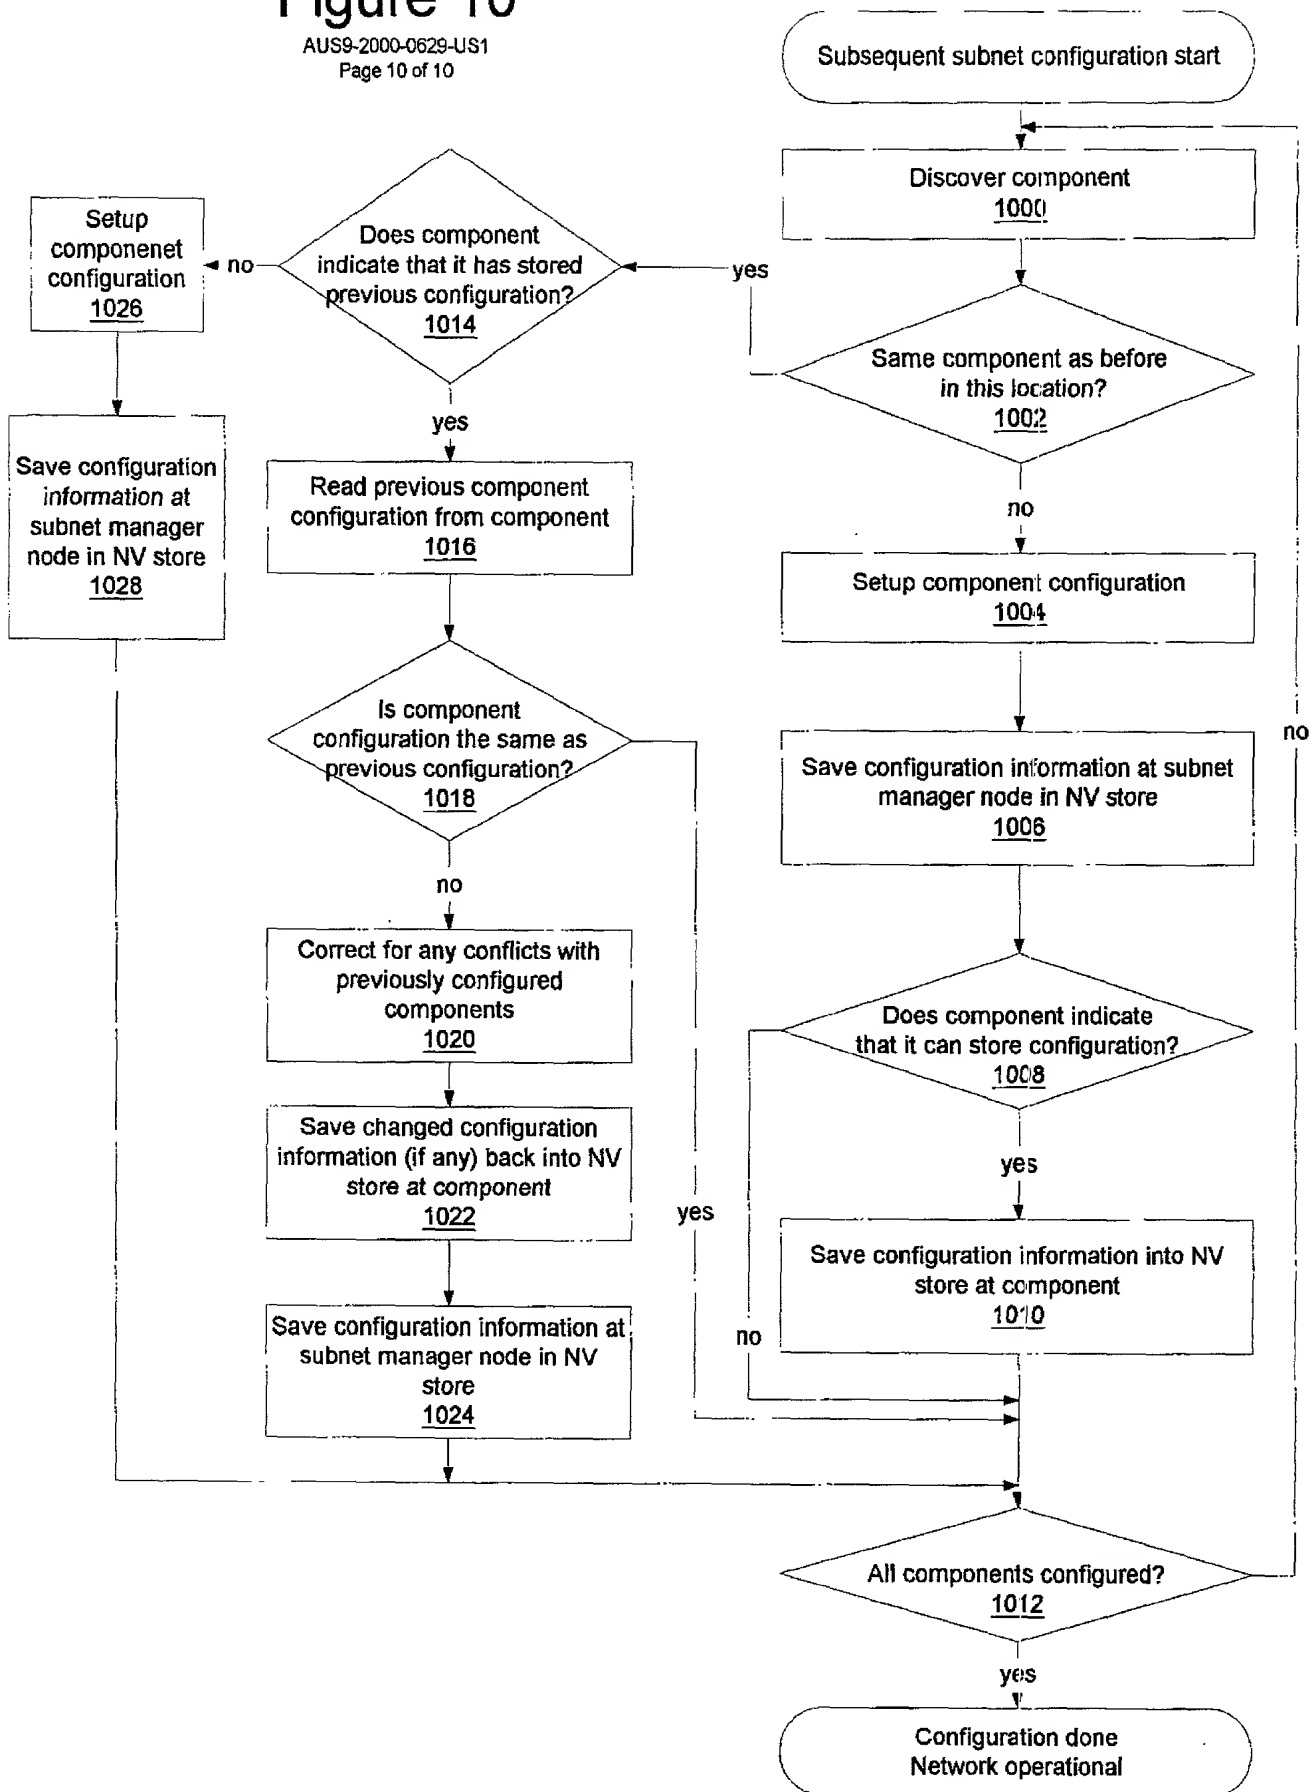 Figure 10
AUS9-2000-0629-US1
Page 10 of 10
Subsequent subnet configuration start
Discover component
1000
Same component as before
in this location?
1002
yes
no
Does component
indicate that it has stored
previous configuration?
1014
no
yes
Setup
componenet
configuration
1026
Save configuration
information at
subnet manager
node in NV store
1028
Read previous component
configuration from component
1016
Is component
configuration the same as
previous configuration?
1018
no
yes
Correct for any conflicts with
previously configured
components
1020
Save changed configuration
information (if any) back into NV
store at component
1022
Save configuration information at
subnet manager node in NV
store
1024
Setup component configuration
1004
Save configuration information at subnet
manager node in NV store
1006
Does component indicate
that it can store configuration?
1008
yes
no
Save configuration information into NV
store at component
1010
All components configured?
1012
no
yes
Configuration done
Network operational